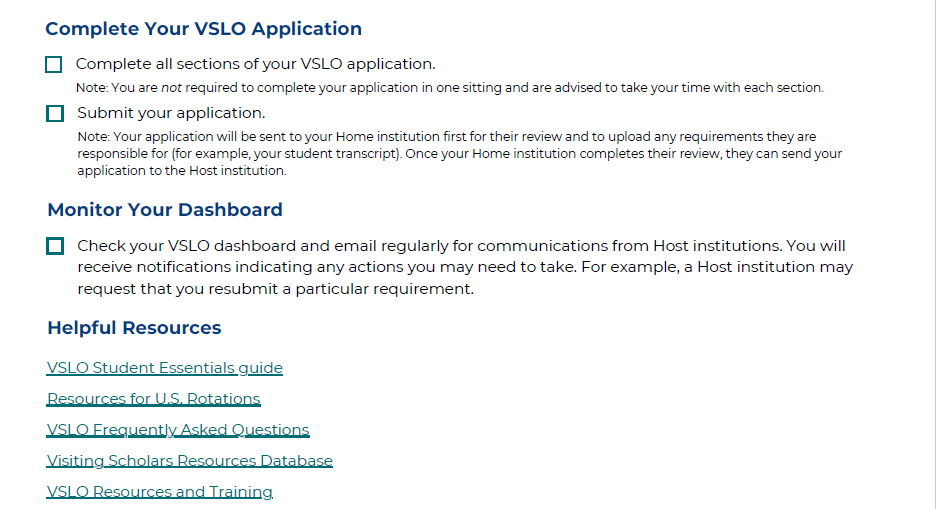 Complete Your VSLO Application
Complete all sections of your VSLO application.
Note: You are not required to complete your application in one sitting and are advised to take your time with each section.
Submit your application.
Note: Your application will be sent to your Home institution first for their review and to upload any requirements they are
responsible for (for example, your student transcript). Once your Home institution completes their review, they can send your
application to the Host institution.
Monitor Your Dashboard
Check your VSLO dashboard and email regularly for communications from Host institutions. You will
receive notifications indicating any actions you may need to take. For example, a Host institution may
request that you resubmit a particular requirement.
Helpful Resources
VSLO Student Essentials guide
Resources for U.S. Rotations
VSLO Frequently Asked Questions
Visiting Scholars Resources Database
VSLO Resources and Training